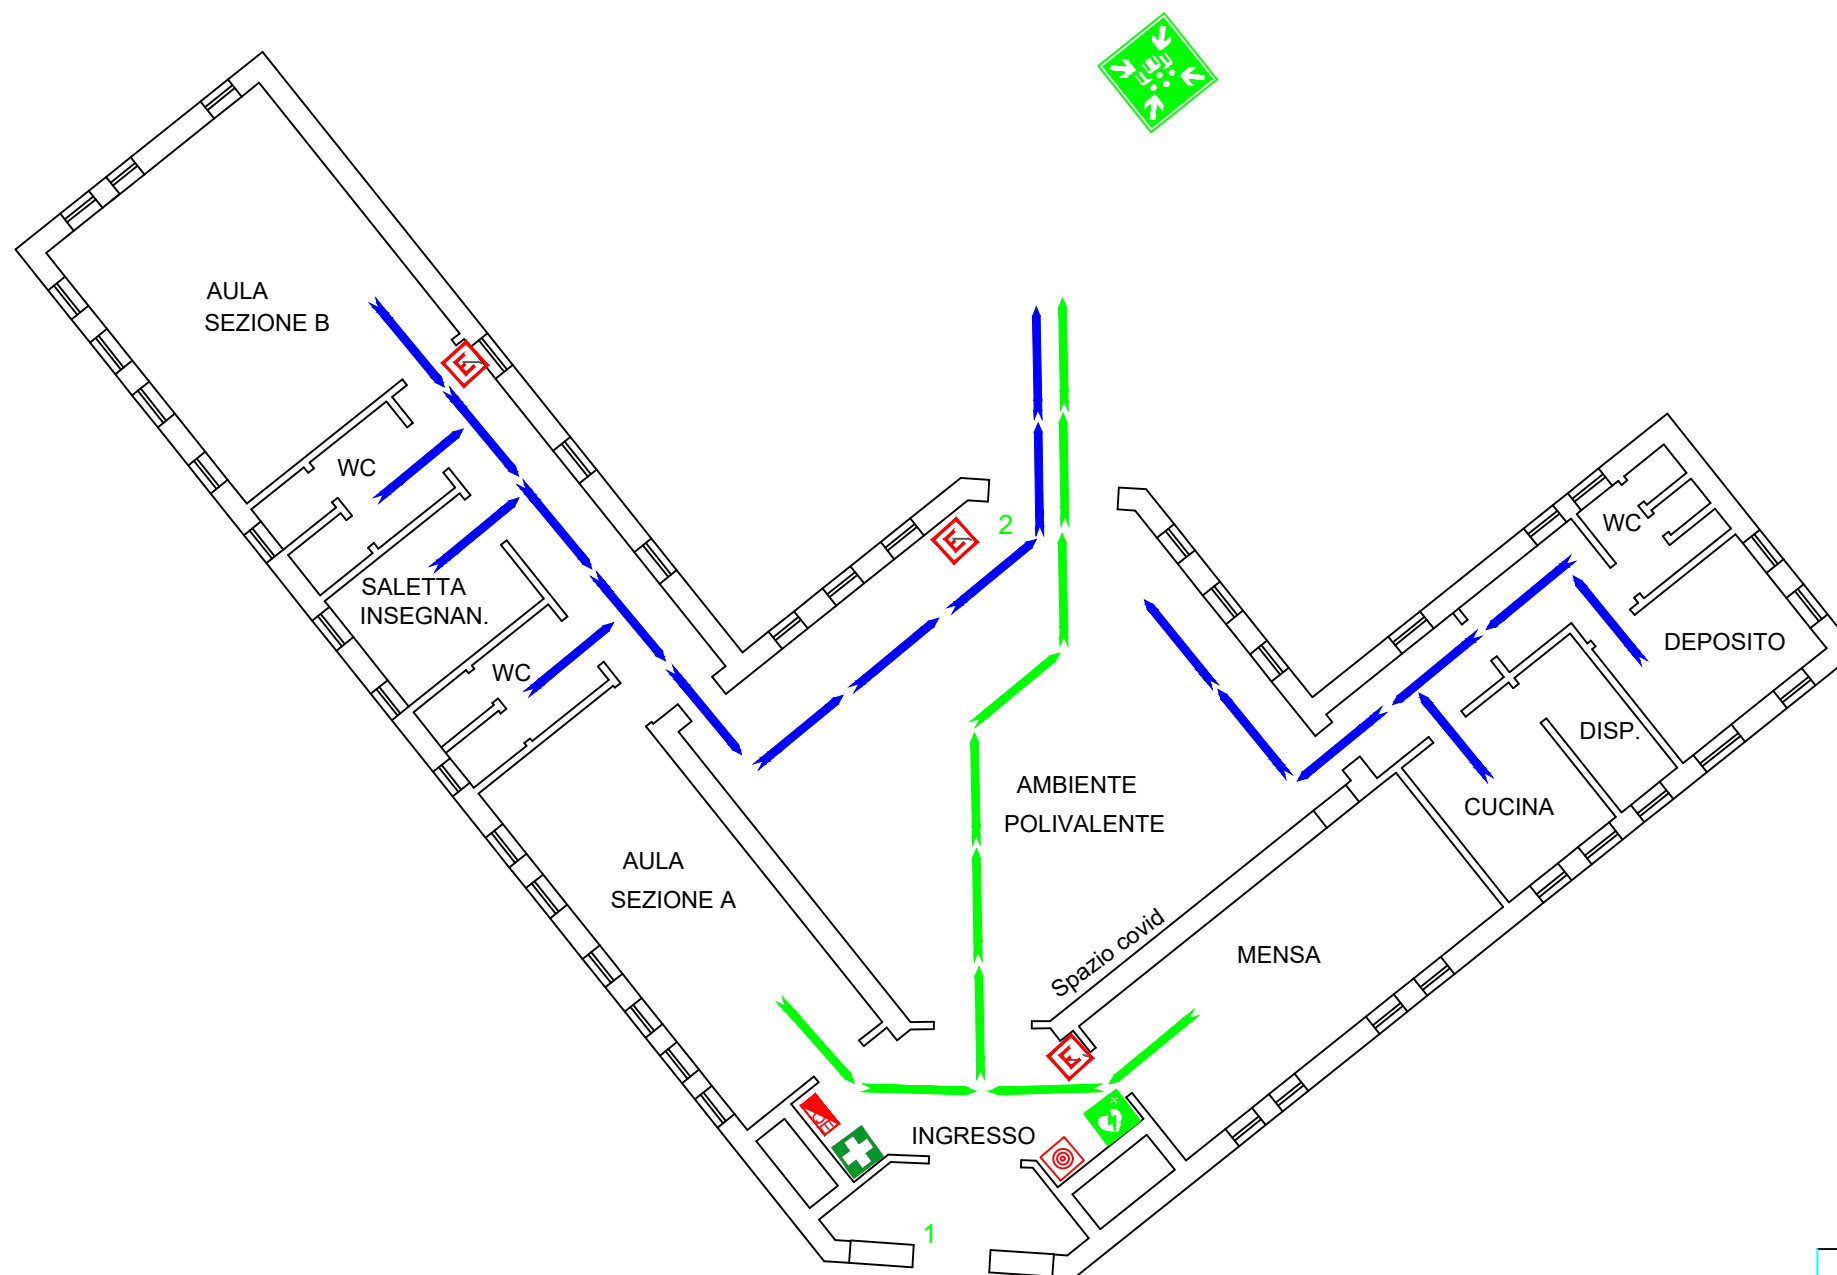 AULA
SEZIONE B
WC
SALETTA
INSEGNAN.
WC
2
WC
DEPOSITO
DISP.
CUCINA
AMBIENTE
POLIVALENTE
AULA
SEZIONE A
Spazio covid
MENSA
INGRESSO
1
E
E
E